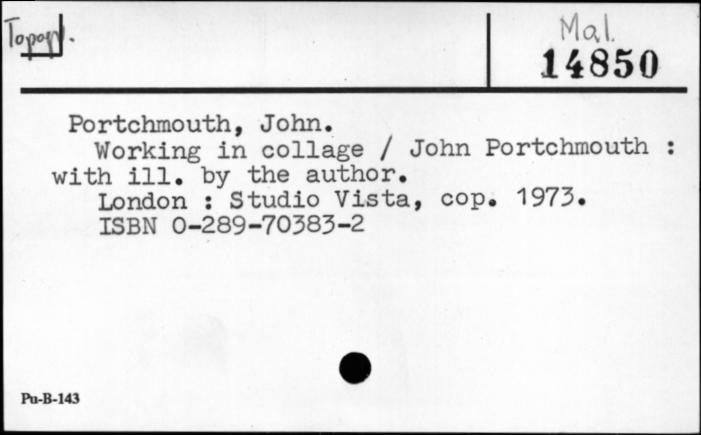 Topogr.
Mal.
14850
Portchmouth, John.
Working in collage / John Portchmouth :
with ill. by the author.
London : Studio Vista, cop. 1973.
ISBN 0-289-70383-2
Pu-B-143